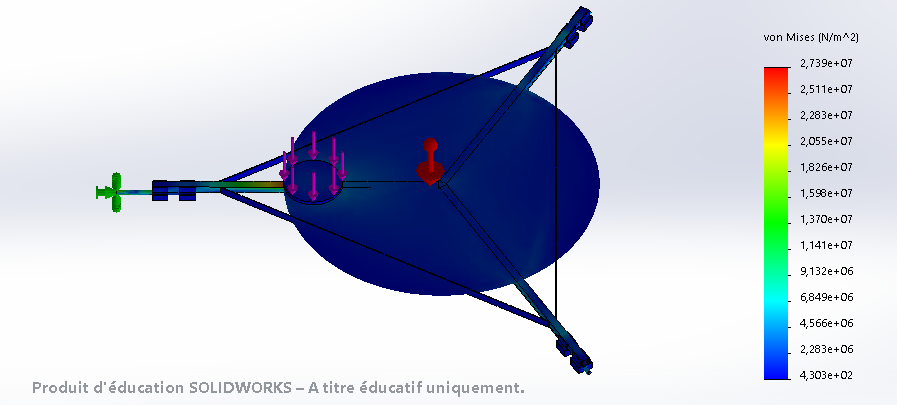 von Mises (N/m^2)
2,739e+07
2,511e+07
2,283e+07
2,055e+07
1,826e+07
1,598e+07
1,370e+07
1,141e+07
9,132e+06
6,849e+06
4,566e+06
2,283e+06
4,303e+02
Produit d'éducation SOLIDWORKS – A titre éducatif uniquement.